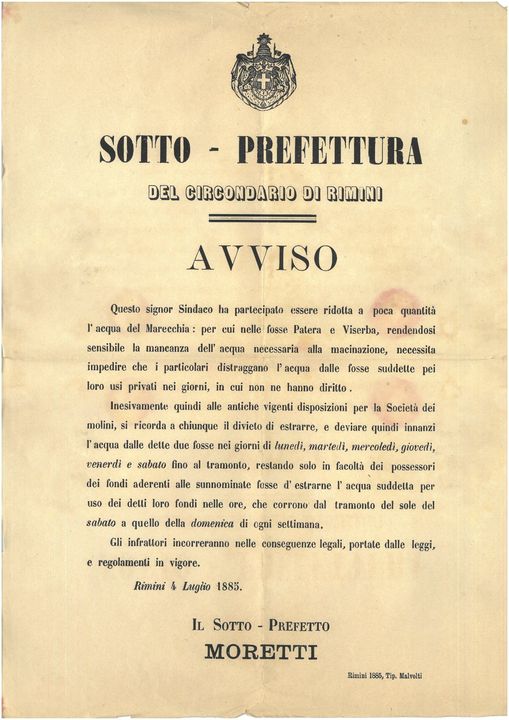 SOTTO - PREFETTURA
DEL CIRCONDARIO DI RIMINI
AVVISO
Questo signor Sindaco ha partecipato essere ridotta a poca quantità
l'acqua del Marecchia: per cui nelle fosse Patera e Viserba, rendendosi
sensibile la mancanza dell'acqua necessaria alla macinazione, necessita
impedire che i particolari distraggano l'acqua dalle fosse suddette pei
loro usi privati nei giorni, in cui non ne hanno diritto.
Inesivamente quindi alle antiche vigenti disposizioni per la Società dei
molini, si ricorda a chiunque il divieto di estrarre, e deviare quindi innanzi
l'acqua dalle dette due fosse nei giorni di lunedì, martedì, mercoledì, giovedì,
venerdì e sabato fino al tramonto, restando solo in facoltà dei possessori
dei fondi aderenti alle sunnominate fosse d'estrarne l'acqua suddetta per
uso dei detti loro fondi nelle ore, che corrono dal tramonto del sole del
sabato a quello della domenica di ogni settimana.
Gli infrattori incorreranno nelle conseguenze legali, portate dalle leggi,
e regolamenti in vigore.
Rimini 4 Luglio 1885.
IL SOTTO - PREFETTO
MORETTI
Rimini 1885, Tip. Malvolti